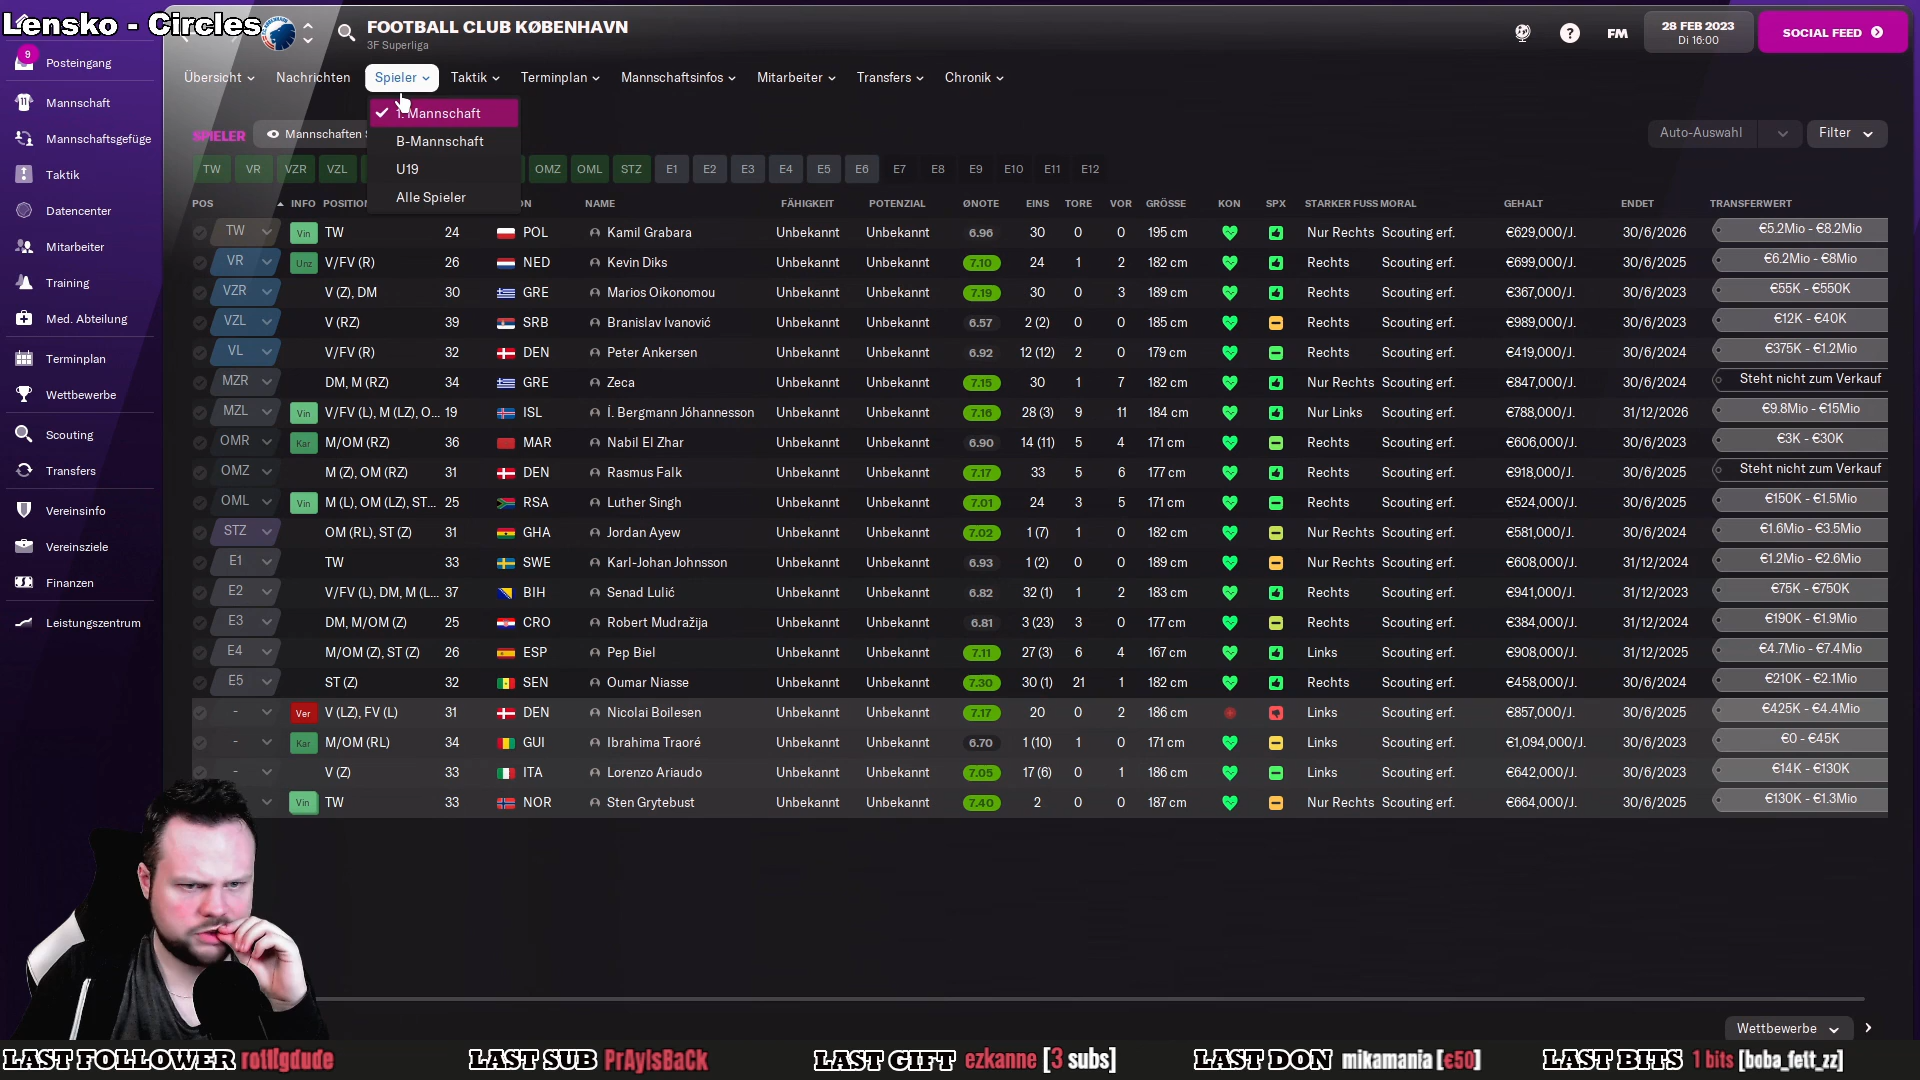 Lensko - Circles
FOOTBALL CLUB KØBENHAVN
3F Superliga
28 FEB 2023
Di 16:00
SOCIAL FEED
FM
9
Posteingang
Mannschaft
Mannschaftsgefüge
Taktik
Datencenter
Mitarbeiter
Training
Med. Abteilung
Terminplan
Wettbewerbe
Scouting
Transfers
Vereinsinfo
Vereinsziele
Finanzen
Leistungszentrum
Übersicht Nachrichten Spieler Taktik Terminplan Mannschaftsinfos Mitarbeiter Transfers Chronik
1. Mannschaft
B-Mannschaft
U19
Alle Spieler
SPIELER Mannschaften Auto-Auswahl Filter
TW VR VZR VZL OMZ OML STZ E1 E2 E3 E4 E5 E6 E7 E8 E9 E10 E11 E12
POS INFO POSITION NAME FÄHIGKEIT POTENZIAL ØNOTE EINS TORE VOR GRÖSSE KON SPX STARKER FUSS MORAL GEHALT ENDET TRANSFERWERT
TW Vin TW 24 POL Kamil Grabara Unbekannt Unbekannt 6.96 30 0 0 195 cm Nur Rechts Scouting erf. €629,000/J. 30/6/2026 €5.2Mio - €8.2Mio
VR Unz V/FV (R) 26 NED Kevin Diks Unbekannt Unbekannt 7.10 24 1 2 182 cm Rechts Scouting erf. €699,000/J. 30/6/2025 €6.2Mio - €8Mio
VZR V (Z), DM 30 GRE Marios Oikonomou Unbekannt Unbekannt 7.19 30 0 3 189 cm Rechts Scouting erf. €367,000/J. 30/6/2023 €55K - €550K
VZL V (RZ) 39 SRB Branislav Ivanović Unbekannt Unbekannt 6.57 2 (2) 0 0 185 cm Rechts Scouting erf. €989,000/J. 30/6/2023 €12K - €40K
VL V/FV (R) 32 DEN Peter Ankersen Unbekannt Unbekannt 6.92 12 (12) 2 0 179 cm Rechts Scouting erf. €419,000/J. 30/6/2024 €375K - €1.2Mio
MZR DM, M (RZ) 34 GRE Zeca Unbekannt Unbekannt 7.15 30 1 7 182 cm Nur Rechts Scouting erf. €847,000/J. 30/6/2024 Steht nicht zum Verkauf
MZL Vin V/FV (L), M (LZ), O... 19 ISL Í. Bergmann Jóhannesson Unbekannt Unbekannt 7.16 28 (3) 9 11 184 cm Nur Links Scouting erf. €788,000/J. 31/12/2026 €9.8Mio - €15Mio
OMR Kar M/OM (RZ) 36 MAR Nabil El Zhar Unbekannt Unbekannt 6.90 14 (11) 5 4 171 cm Rechts Scouting erf. €606,000/J. 30/6/2023 €3K - €30K
OMZ M (Z), OM (RZ) 31 DEN Rasmus Falk Unbekannt Unbekannt 7.17 33 5 6 177 cm Rechts Scouting erf. €918,000/J. 30/6/2025 Steht nicht zum Verkauf
OML Vin M (L), OM (LZ), ST... 25 RSA Luther Singh Unbekannt Unbekannt 7.01 24 3 5 171 cm Rechts Scouting erf. €524,000/J. 30/6/2025 €150K - €1.5Mio
STZ OM (RL), ST (Z) 31 GHA Jordan Ayew Unbekannt Unbekannt 7.02 1 (7) 1 0 182 cm Nur Rechts Scouting erf. €581,000/J. 30/6/2024 €1.6Mio - €3.5Mio
E1 TW 33 SWE Karl-Johan Johnsson Unbekannt Unbekannt 6.93 1 (2) 0 0 189 cm Nur Rechts Scouting erf. €608,000/J. 31/12/2024 €1.2Mio - €2.6Mio
E2 V/FV (L), DM, M (L... 37 BIH Senad Lulić Unbekannt Unbekannt 6.82 32 (1) 1 2 183 cm Rechts Scouting erf. €941,000/J. 31/12/2023 €75K - €750K
E3 DM, M/OM (Z) 25 CRO Robert Mudražija Unbekannt Unbekannt 6.81 3 (23) 3 0 177 cm Rechts Scouting erf. €384,000/J. 31/12/2024 €190K - €1.9Mio
E4 M/OM (Z), ST (Z) 26 ESP Pep Biel Unbekannt Unbekannt 7.11 27 (3) 6 4 167 cm Links Scouting erf. €908,000/J. 31/12/2025 €4.7Mio - €7.4Mio
E5 ST (Z) 32 SEN Oumar Niasse Unbekannt Unbekannt 7.30 30 (1) 21 1 182 cm Rechts Scouting erf. €458,000/J. 30/6/2024 €210K - €2.1Mio
- Ver V (LZ), FV (L) 31 DEN Nicolai Boilesen Unbekannt Unbekannt 7.17 20 0 2 186 cm Links Scouting erf. €857,000/J. 30/6/2025 €425K - €4.4Mio
- Kar M/OM (RL) 34 GUI Ibrahima Traoré Unbekannt Unbekannt 6.70 1 (10) 1 0 171 cm Links Scouting erf. €1,094,000/J. 30/6/2023 €0 - €45K
- V (Z) 33 ITA Lorenzo Ariaudo Unbekannt Unbekannt 7.05 17 (6) 0 1 186 cm Links Scouting erf. €642,000/J. 30/6/2023 €14K - €130K
Vin TW 33 NOR Sten Grytebust Unbekannt Unbekannt 7.40 2 0 0 187 cm Nur Rechts Scouting erf. €664,000/J. 30/6/2025 €130K - €1.3Mio
Wettbewerbe
LAST FOLLOWER rottlgdude LAST SUB PrAyIsBaCk LAST GIFT ezkanne [3 subs] LAST DON mikamania [€50] LAST BITS 1 bits [boba_fett_zz]